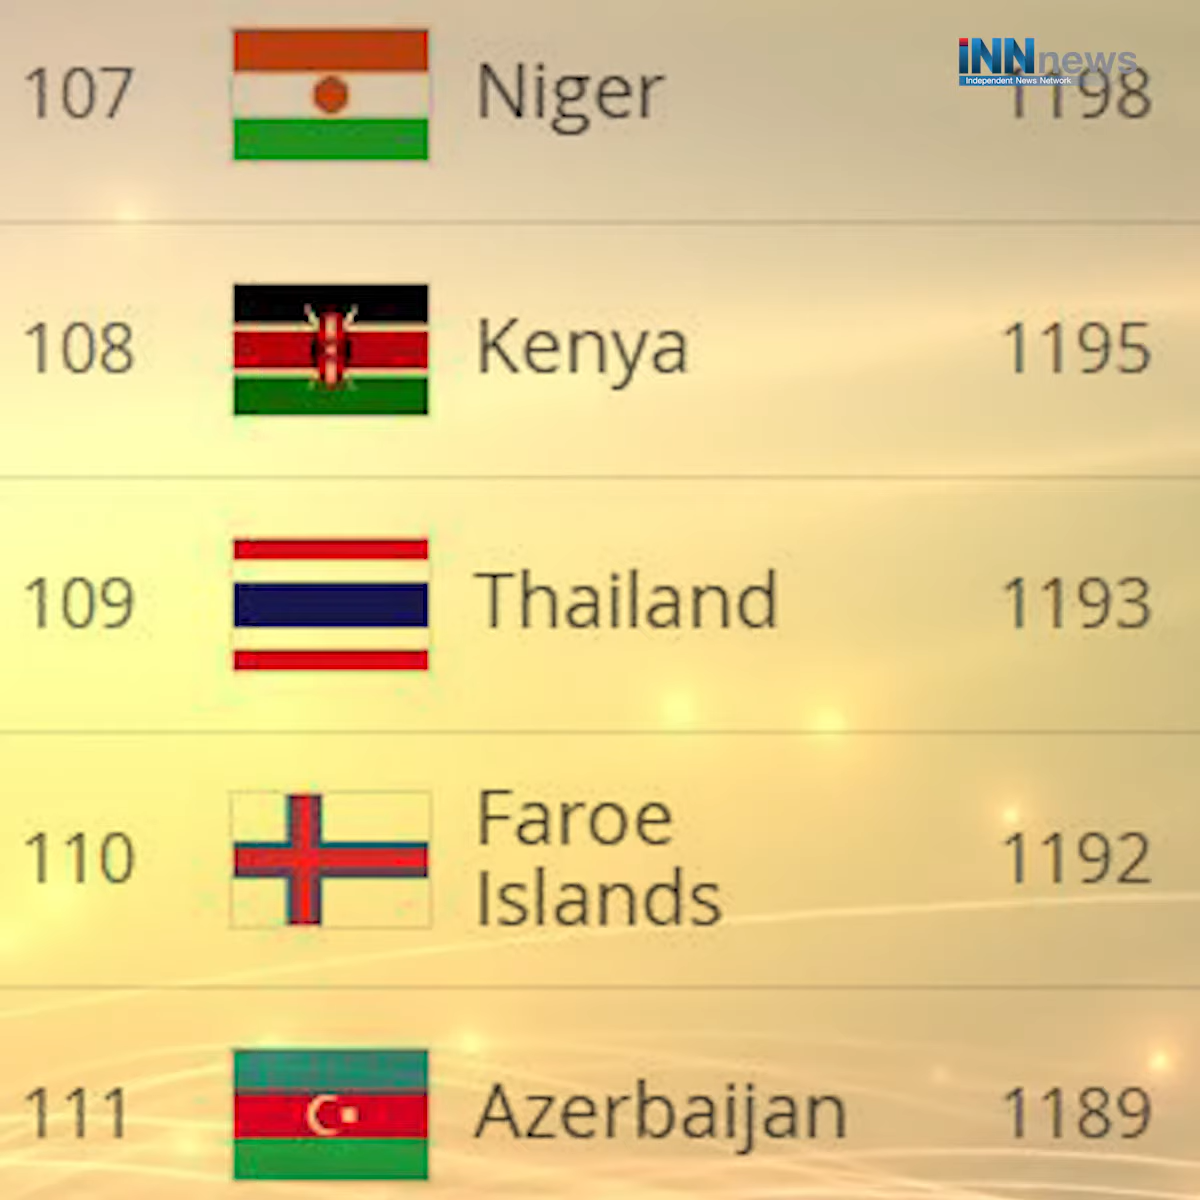 107 Niger 1198
iNNnews
Independent News Network
108 Kenya 1195
109 Thailand 1193
110 Faroe Islands 1192
111 Azerbaijan 1189